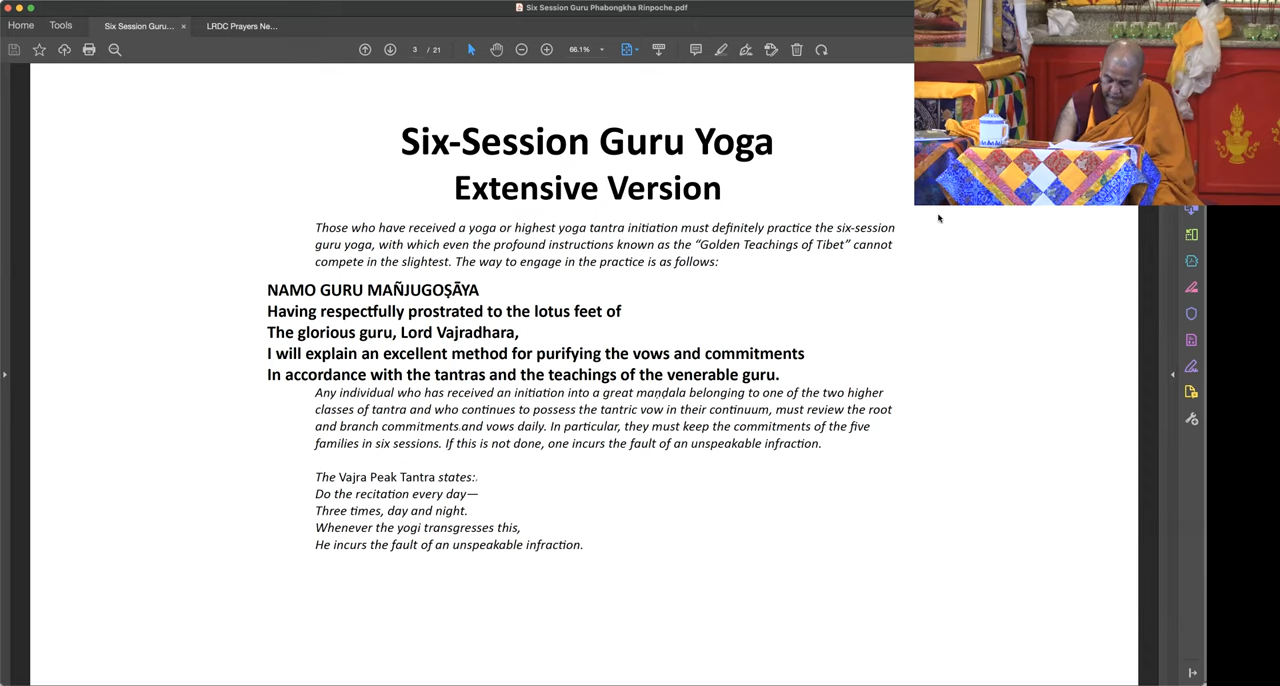 Six Session Guru Phabongkha Rinpoche.pdf
Home
Tools
Six Session Guru...
LRDC Prayers Ne...
3 / 21
66.1%
Six-Session Guru Yoga
Extensive Version
Those who have received a yoga or highest yoga tantra initiation must definitely practice the six-session
guru yoga, with which even the profound instructions known as the “Golden Teachings of Tibet” cannot
compete in the slightest. The way to engage in the practice is as follows:
NAMO GURU MAÑJUGOṢĀYA
Having respectfully prostrated to the lotus feet of
The glorious guru, Lord Vajradhara,
I will explain an excellent method for purifying the vows and commitments
In accordance with the tantras and the teachings of the venerable guru.
Any individual who has received an initiation into a great maṇḍala belonging to one of the two higher
classes of tantra and who continues to possess the tantric vow in their continuum, must review the root
and branch commitments and vows daily. In particular, they must keep the commitments of the five
families in six sessions. If this is not done, one incurs the fault of an unspeakable infraction.
The Vajra Peak Tantra states:
Do the recitation every day—
Three times, day and night.
Whenever the yogi transgresses this,
He incurs the fault of an unspeakable infraction.